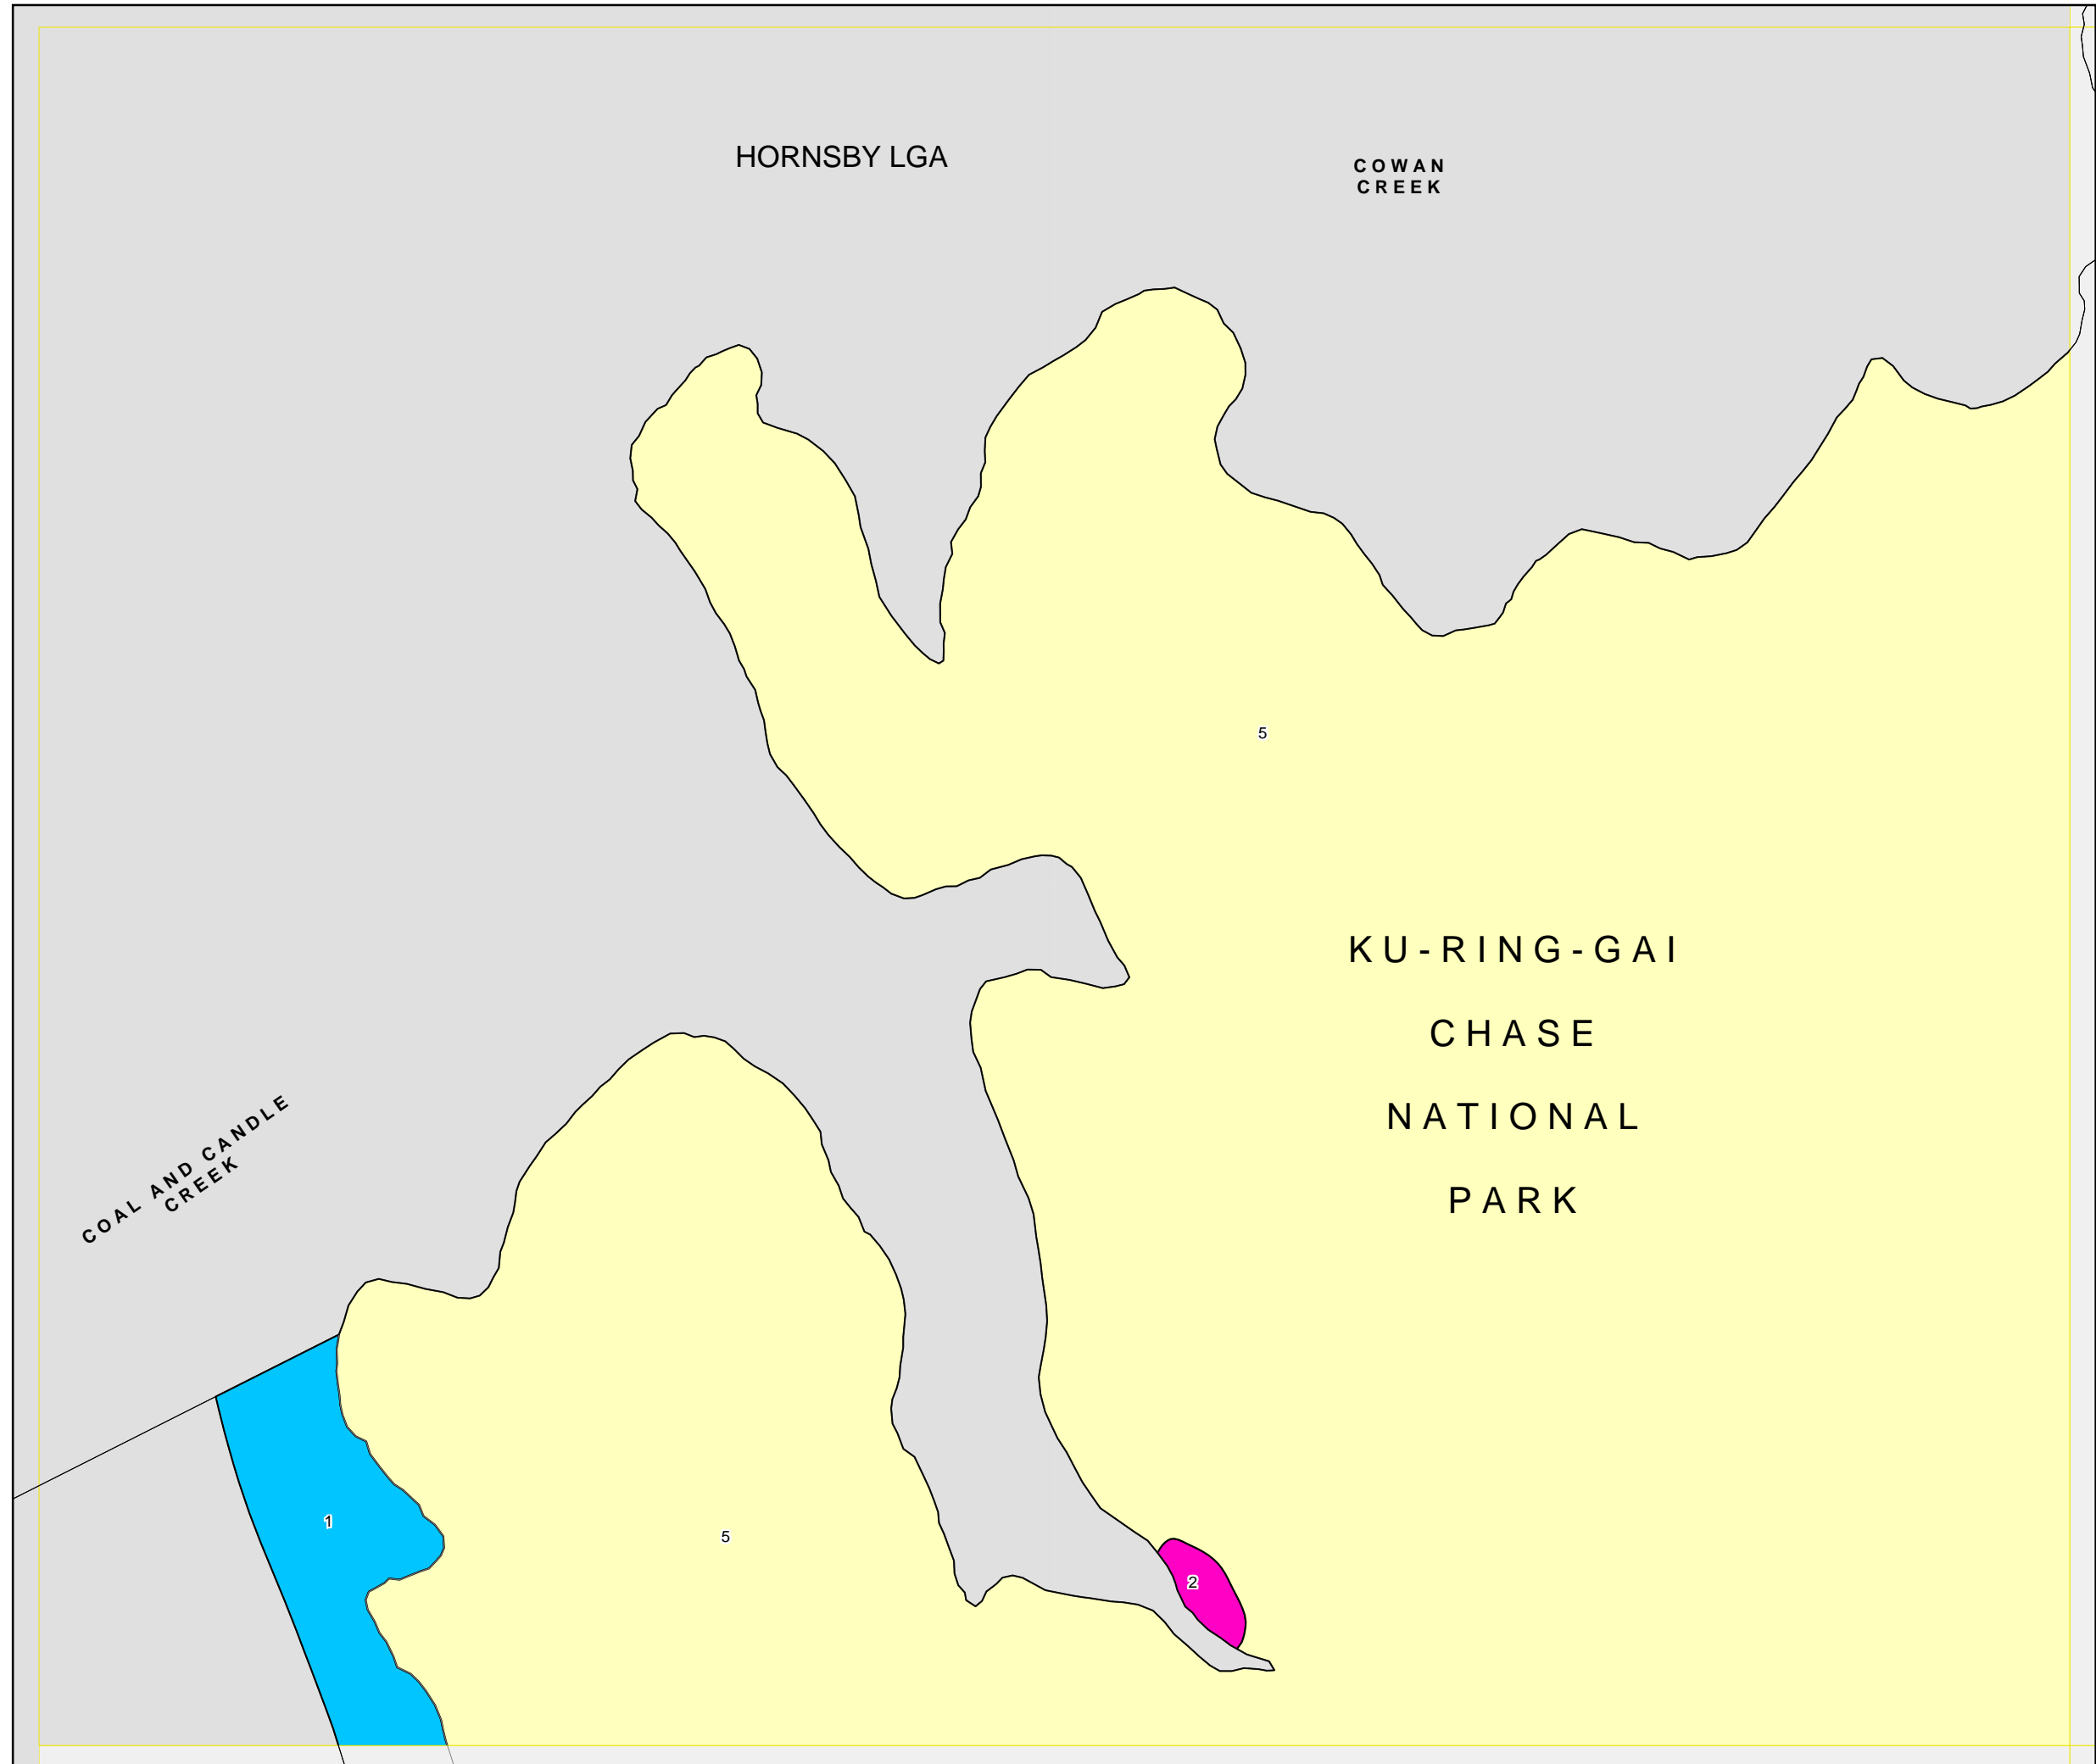 HORNSBY LGA
COWAN
CREEK
5
KU-RING-GAI
CHASE
NATIONAL
PARK
COAL AND CANDLE
CREEK
1
5
2